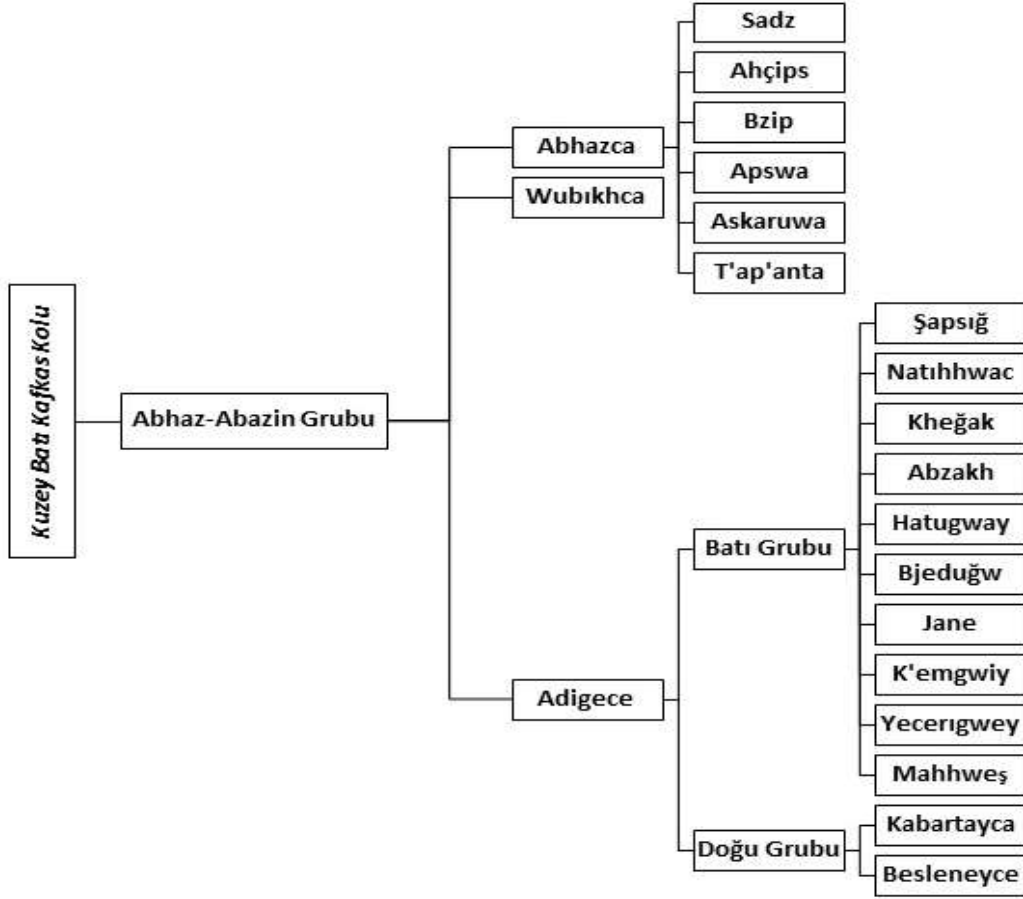 Kuzey Batı Kafkas Kolu
Abhaz-Abazin Grubu
Abhazca
Sadz
Ahçips
Bzip
Apswa
Askaruwa
T'ap'anta
Wubıkhca
Adigece
Batı Grubu
Şapsığ
Natıhhwac
Kheğak
Abzakh
Hatugway
Bjeduğw
Jane
K'emgwiy
Yecerıgwey
Mahhweş
Doğu Grubu
Kabartayca
Besleneyce